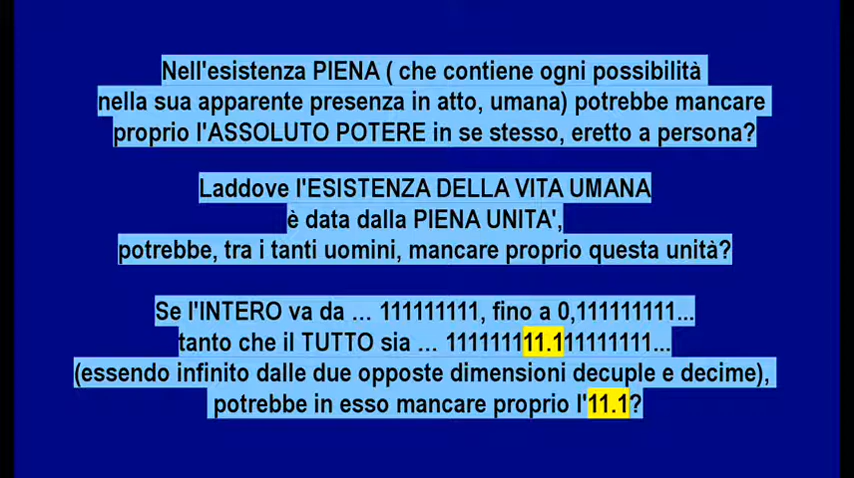 Nell'esistenza PIENA ( che contiene ogni possibilità
nella sua apparente presenza in atto, umana) potrebbe mancare
proprio l'ASSOLUTO POTERE in se stesso, eretto a persona?
Laddove l'ESISTENZA DELLA VITA UMANA
è data dalla PIENA UNITA',
potrebbe, tra i tanti uomini, mancare proprio questa unità?
Se l'INTERO va da ... 111111111, fino a 0,111111111...
tanto che il TUTTO sia ... 111111111.1111111111...
(essendo infinito dalle due opposte dimensioni decuple e decime),
potrebbe in esso mancare proprio l'11.1?